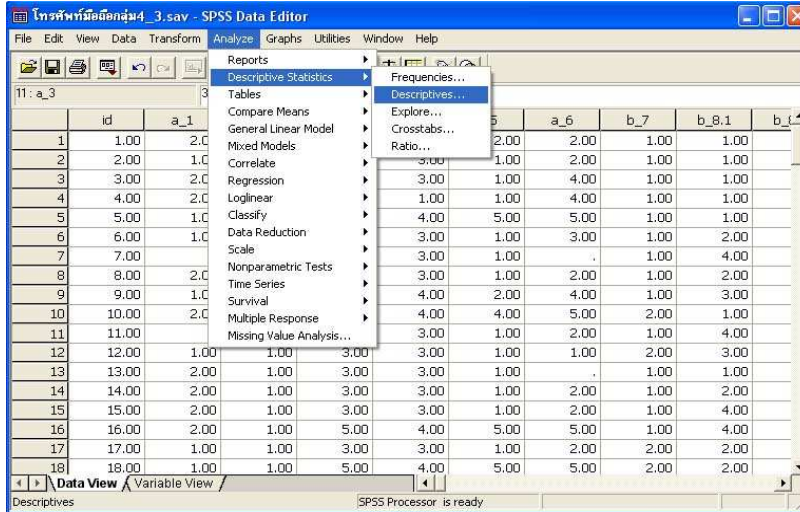 โทรศัพท์มือถือกลุ่ม4_3.sav - SPSS Data Editor
File Edit View Data Transform Analyze Graphs Utilities Window Help
11 : a_3 3
Reports
Descriptive Statistics
Tables
Compare Means
General Linear Model
Mixed Models
Correlate
Regression
Loglinear
Classify
Data Reduction
Scale
Nonparametric Tests
Time Series
Survival
Multiple Response
Missing Value Analysis...
Frequencies...
Descriptives...
Explore...
Crosstabs...
Ratio...
id a_1 a_6 b_7 b_8.1
1 1.00 2.00 2.00 1.00 1.00
2 2.00 3.00 1.00 2.00 1.00 1.00
3 3.00 3.00 1.00 4.00 1.00 1.00
4 4.00 1.00 1.00 4.00 1.00 1.00
5 5.00 4.00 5.00 5.00 1.00 1.00
6 6.00 3.00 1.00 3.00 1.00 2.00
7 7.00 3.00 1.00 . 1.00 4.00
8 8.00 3.00 1.00 2.00 1.00 2.00
9 9.00 4.00 2.00 4.00 1.00 3.00
10 10.00 4.00 4.00 5.00 2.00 1.00
11 11.00 3.00 1.00 2.00 1.00 4.00
12 12.00 1.00 1.00 3.00 3.00 1.00 1.00 2.00 3.00
13 13.00 2.00 1.00 3.00 3.00 1.00 . 1.00 1.00
14 14.00 2.00 1.00 3.00 3.00 1.00 2.00 1.00 2.00
15 15.00 2.00 1.00 3.00 3.00 1.00 2.00 1.00 4.00
16 16.00 2.00 1.00 5.00 4.00 5.00 5.00 1.00 4.00
17 17.00 1.00 1.00 3.00 3.00 1.00 2.00 2.00 2.00
18 18.00 1.00 1.00 5.00 4.00 5.00 5.00 2.00 2.00
Data View Variable View
Descriptives SPSS Processor is ready